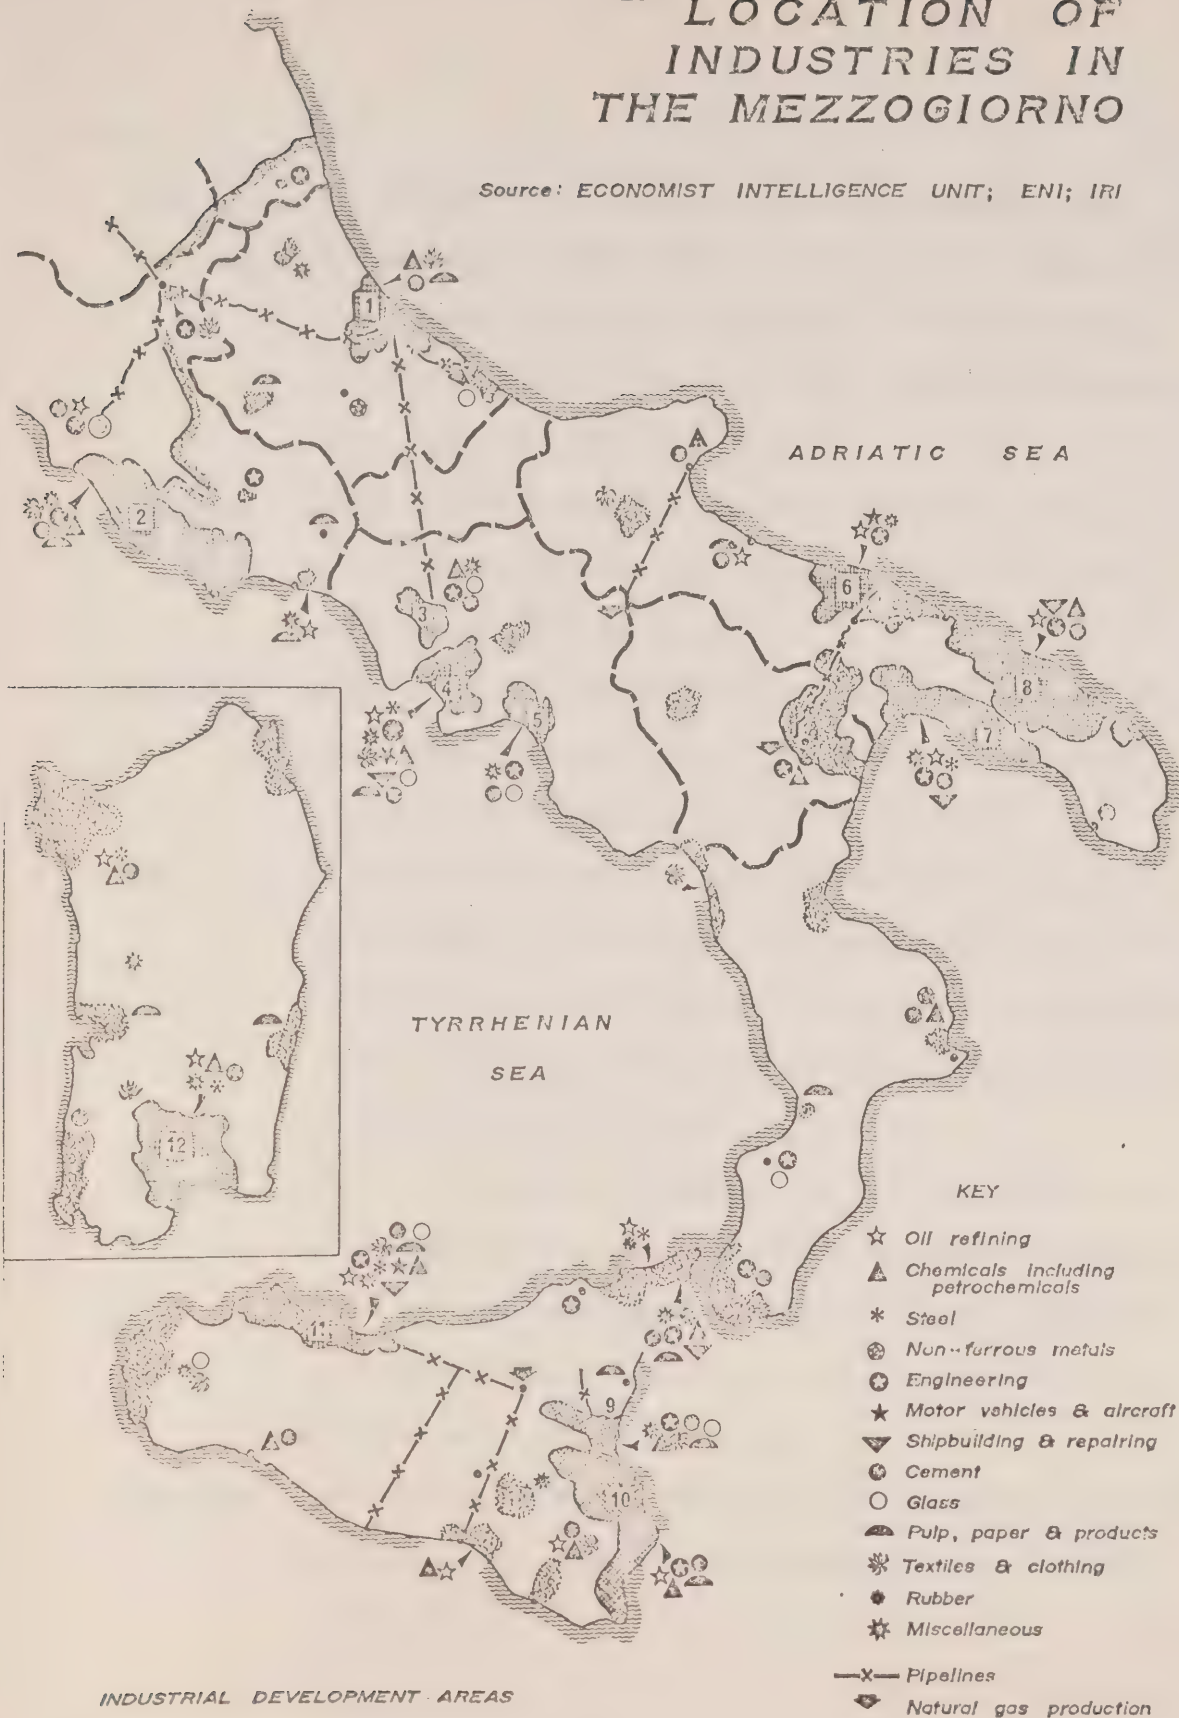 LOCATION OF
INDUSTRIES IN
THE MEZZOGIORNO
Source: ECONOMIST INTELLIGENCE UNIT; ENI; IRI
1
ADRIATIC SEA
2
6
3
8
4
5
7
TYRRHENIAN
SEA
12
KEY
Oil refining
Chemicals including
petrochemicals
Steel
Non-ferrous metals
Engineering
Motor vehicles & aircraft
Shipbuilding & repairing
Cement
Glass
Pulp, paper & products
Textiles & clothing
Rubber
Miscellaneous
Pipelines
Natural gas production
11
9
10
INDUSTRIAL DEVELOPMENT AREAS